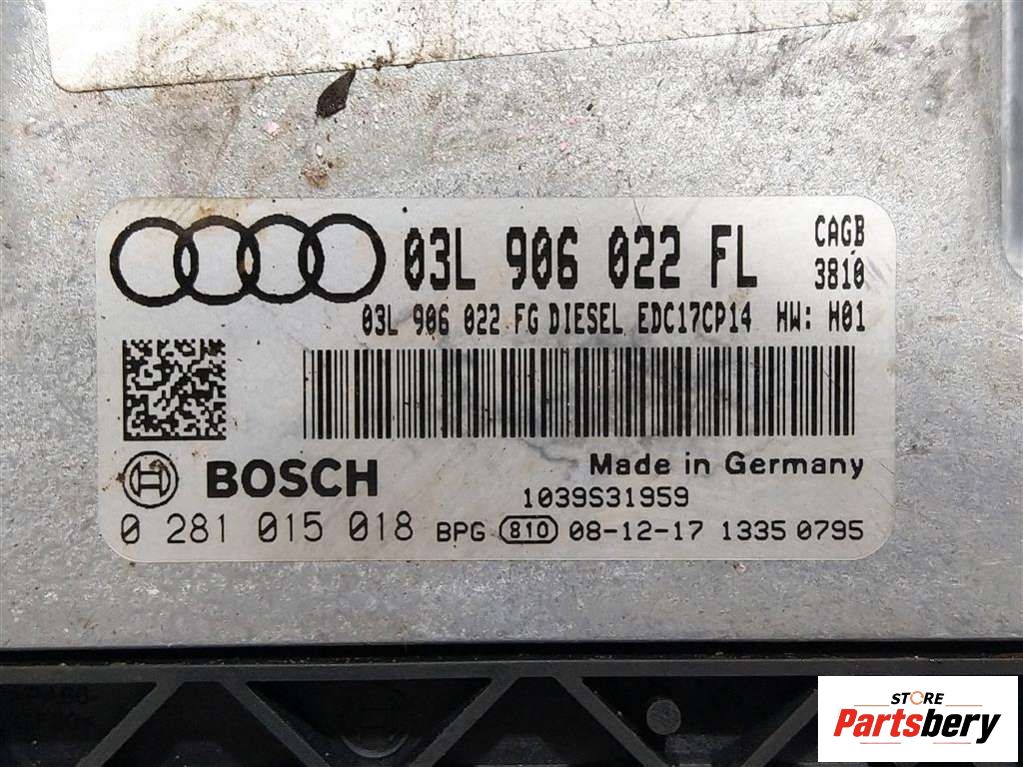 03L 906 022 FL CAGB
3810
03L 906 022 FG DIESEL EDC17CP14 HW: H01
BOSCH Made in Germany
1039S31959
0 281 015 018 BPG 810 08-12-17 1335 0795
STORE
Partsbery